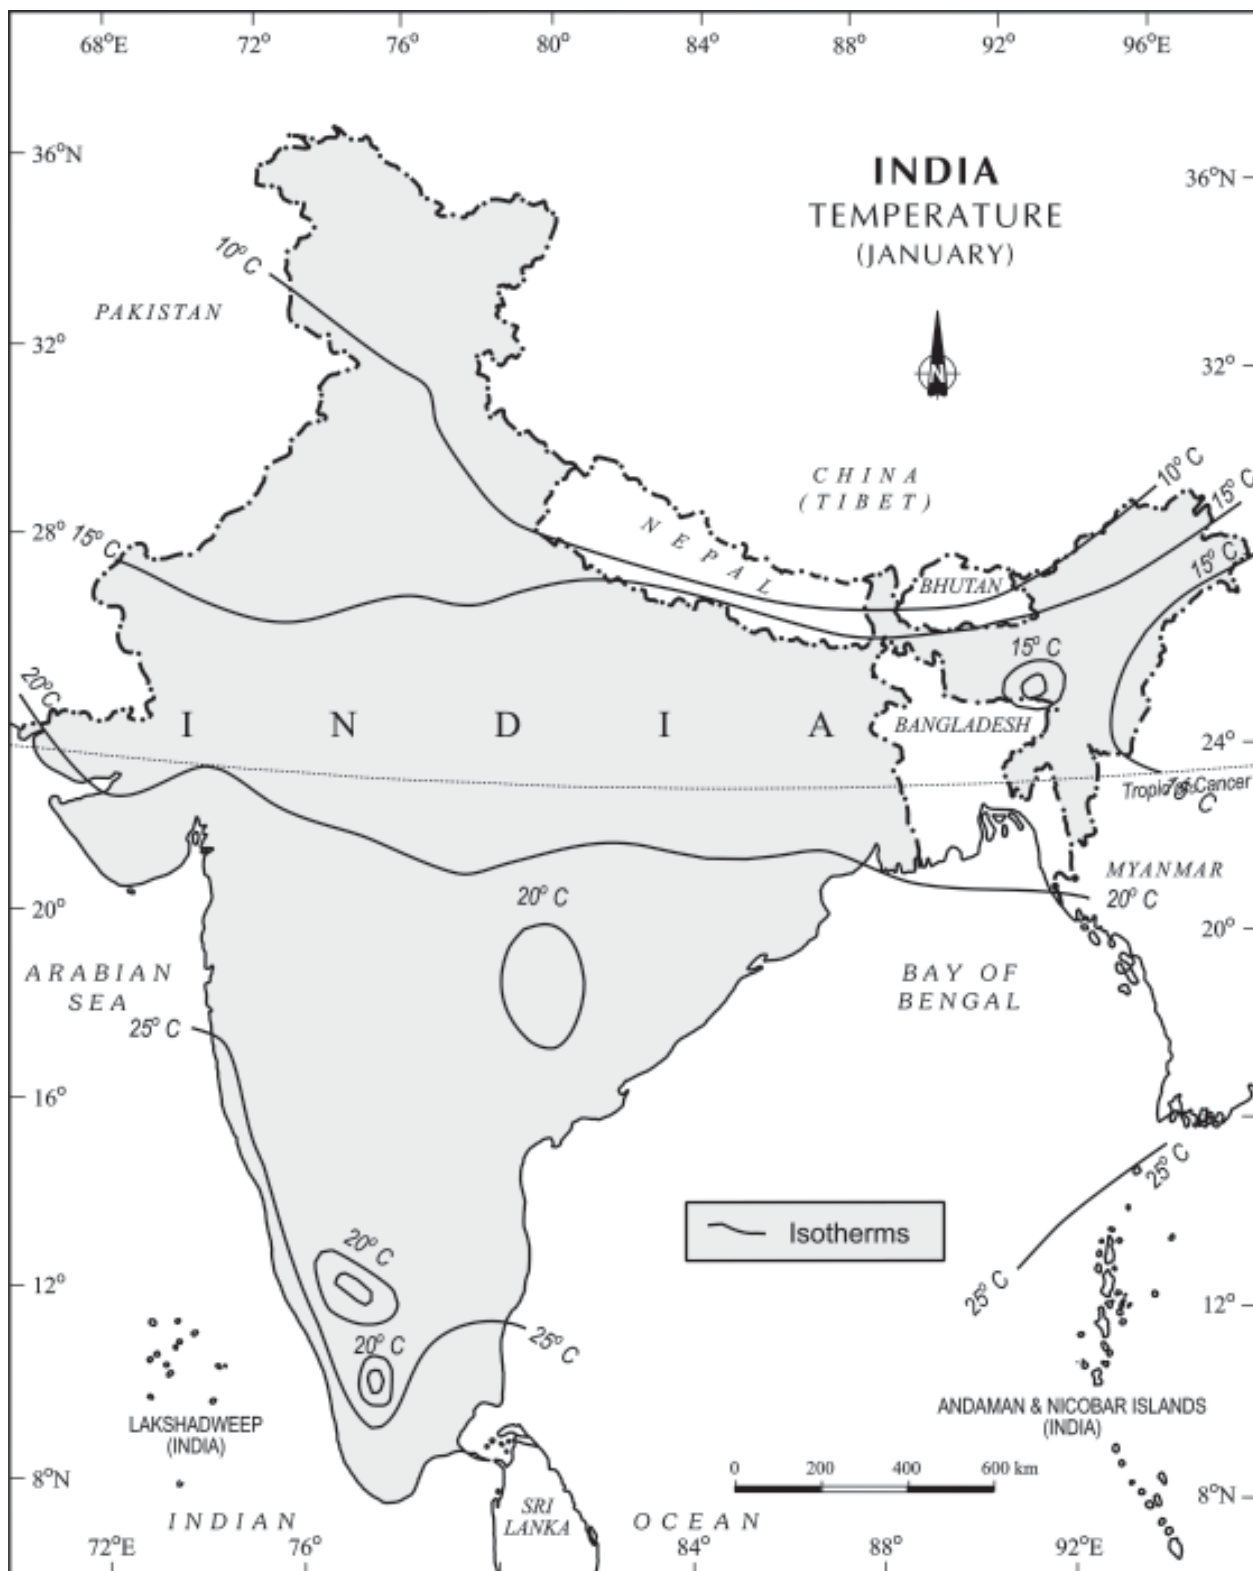 68°E 72° 76° 80° 84° 88° 92° 96°E
36°N
INDIA
TEMPERATURE
(JANUARY)
36°N
10° C
PAKISTAN
N
32°
32°
CHINA
(TIBET)
10° C
15° C
28°
15° C
NEPAL
15° C
BHUTAN
15° C
20° C
INDIA
BANGLADESH
24°
Tropic of Cancer
C
MYANMAR
20° C
20° C
20°
20°
ARABIAN
SEA
BAY OF
BENGAL
25° C
16°
25° C
Isotherms
20° C
12°
25° C
12°
20° C
25° C
LAKSHADWEEP
(INDIA)
ANDAMAN & NICOBAR ISLANDS
(INDIA)
0 200 400 600 km
8°N
8°N
SRI
LANKA
INDIAN OCEAN
72°E 76° 84° 88° 92°E